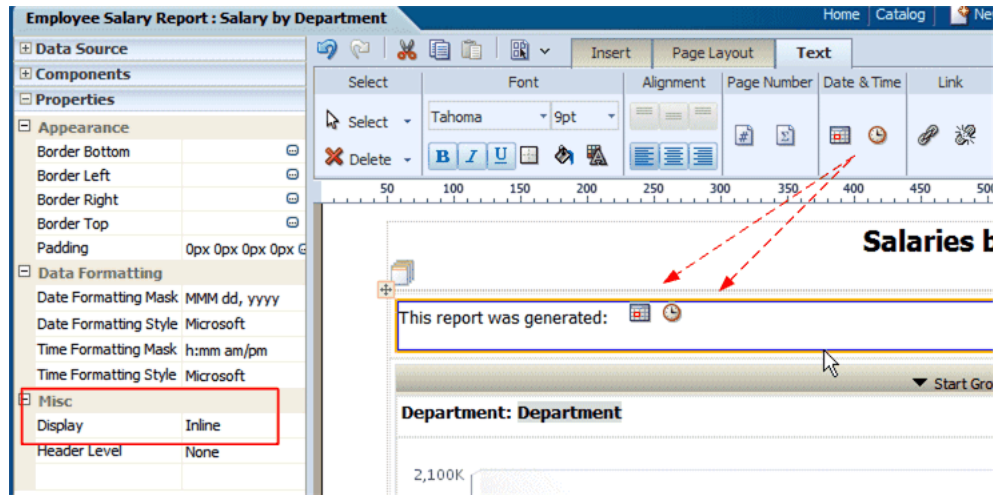 Employee Salary Report : Salary by Department
Home Catalog Ne
Data Source
Components
Properties
Appearance
Border Bottom
Border Left
Border Right
Border Top
Padding 0px 0px 0px 0px
Data Formatting
Date Formatting Mask MMM dd, yyyy
Date Formatting Style Microsoft
Time Formatting Mask h:mm am/pm
Time Formatting Style Microsoft
Misc
Display Inline
Header Level None
Insert Page Layout Text
Select Font Alignment Page Number Date & Time Link
Select Tahoma 9pt
Delete B I U
50 100 150 200 250 300 350 400 450 500
Salaries b
This report was generated:
Start Gro
Department: Department
2,100K